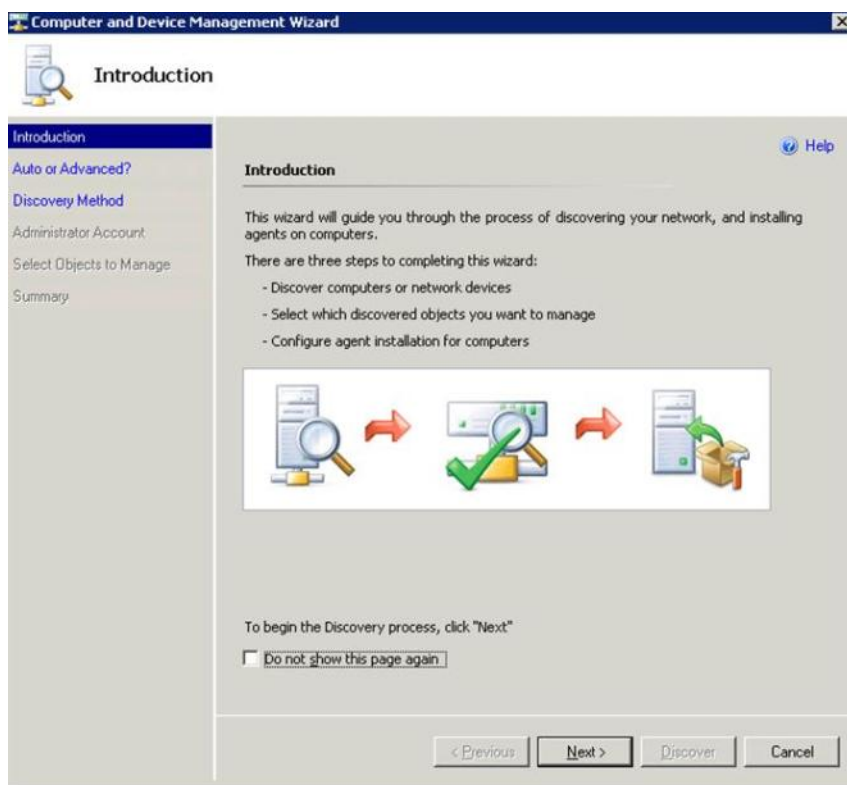 Computer and Device Management Wizard
Introduction
Introduction
Auto or Advanced?
Discovery Method
Administrator Account
Select Objects to Manage
Summary
Help
Introduction
This wizard will guide you through the process of discovering your network, and installing
agents on computers.
There are three steps to completing this wizard:
- Discover computers or network devices
- Select which discovered objects you want to manage
- Configure agent installation for computers
To begin the Discovery process, click "Next"
Do not show this page again
< Previous
Next >
Discover
Cancel